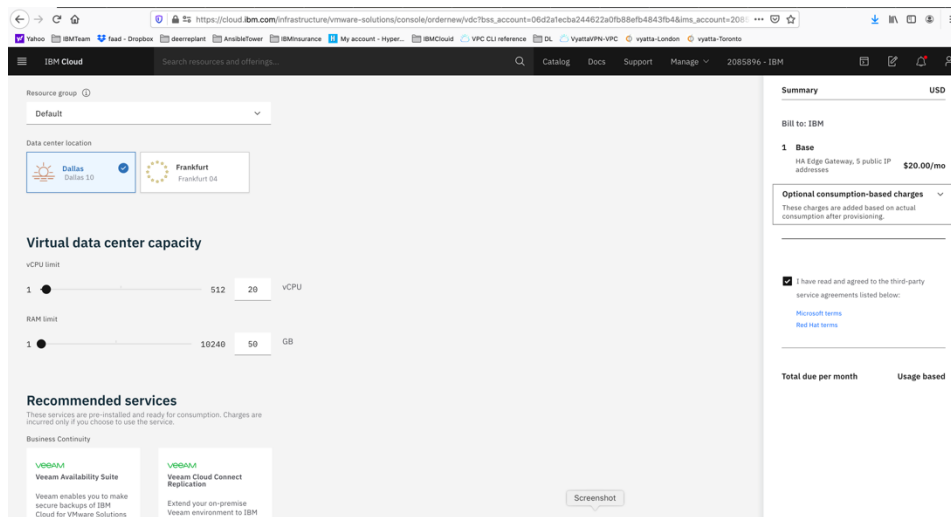 https://cloud.ibm.com/infrastructure/vmware-solutions/console/ordernew/vdc?bss_account=06d2a1ecba244622a0fb88efb4843fb4&ims_account=2085
Yahoo IBMTeam faad - Dropbox deerreplant AnsibleTower IBMInsurance My account - Hyper... IBMClouid VPC CLI reference DL VyattaVPN-VPC vyatta-London vyatta-Toronto
IBM Cloud Search resources and offerings... Catalog Docs Support Manage 2085896 - IBM
Resource group
Default
Data center location
Dallas
Dallas 10
Frankfurt
Frankfurt 04
Virtual data center capacity
vCPU limit
1 512 20 vCPU
RAM limit
1 10240 50 GB
Recommended services
These services are pre-installed and ready for consumption. Charges are
incurred only if you choose to use the service.
Business Continuity
veeam
Veeam Availability Suite
Veeam enables you to make
secure backups of IBM
Cloud for VMware Solutions
veeam
Veeam Cloud Connect
Replication
Extend your on-premise
Veeam environment to IBM
Screenshot
Summary USD
Bill to: IBM
1 Base
HA Edge Gateway, 5 public IP
addresses $20.00/mo
Optional consumption-based charges
These charges are added based on actual
consumption after provisioning.
I have read and agreed to the third-party
service agreements listed below:
Microsoft terms
Red Hat terms
Total due per month Usage based